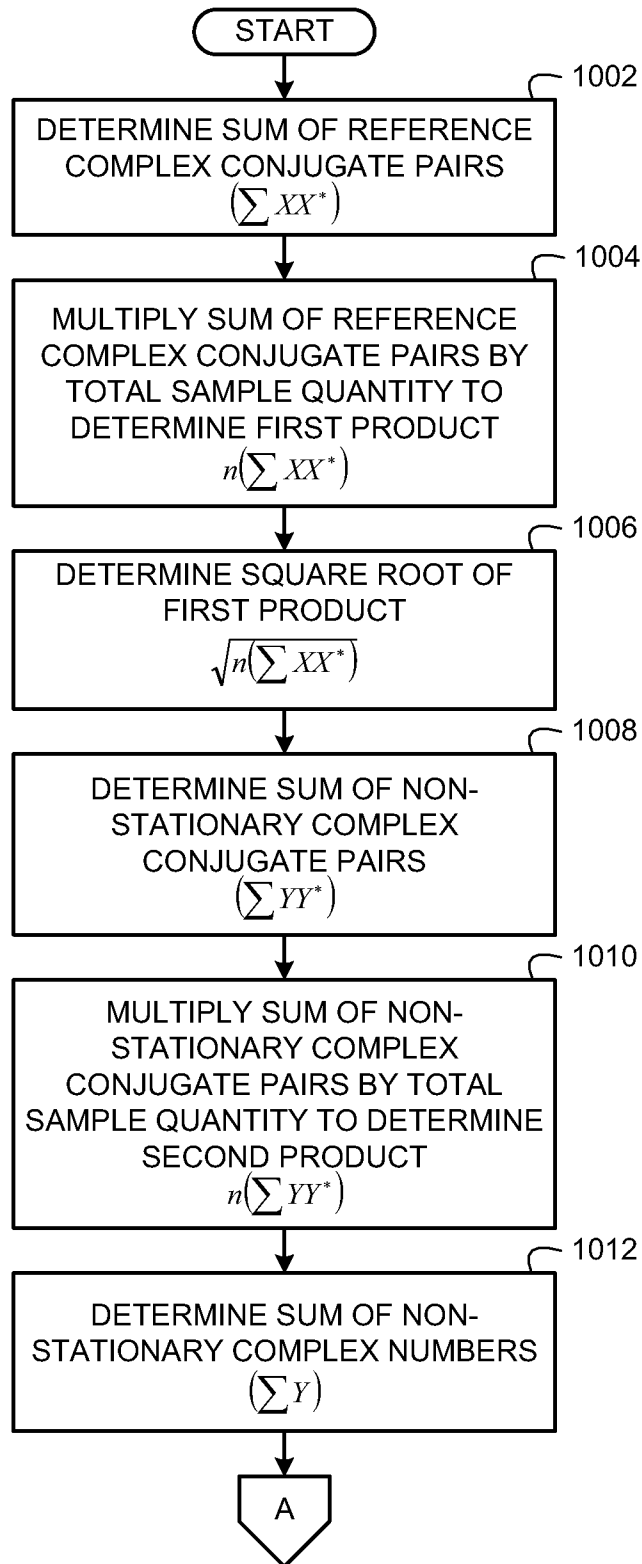 START
1002
DETERMINE SUM OF REFERENCE
COMPLEX CONJUGATE PAIRS
(∑ XX*)
1004
MULTIPLY SUM OF REFERENCE
COMPLEX CONJUGATE PAIRS BY
TOTAL SAMPLE QUANTITY TO
DETERMINE FIRST PRODUCT
n(∑ XX*)
1006
DETERMINE SQUARE ROOT OF
FIRST PRODUCT
√n(∑ XX*)
1008
DETERMINE SUM OF NON-
STATIONARY COMPLEX
CONJUGATE PAIRS
(∑ YY*)
1010
MULTIPLY SUM OF NON-
STATIONARY COMPLEX
CONJUGATE PAIRS BY TOTAL
SAMPLE QUANTITY TO DETERMINE
SECOND PRODUCT
n(∑ YY*)
1012
DETERMINE SUM OF NON-
STATIONARY COMPLEX NUMBERS
(∑ Y)
A